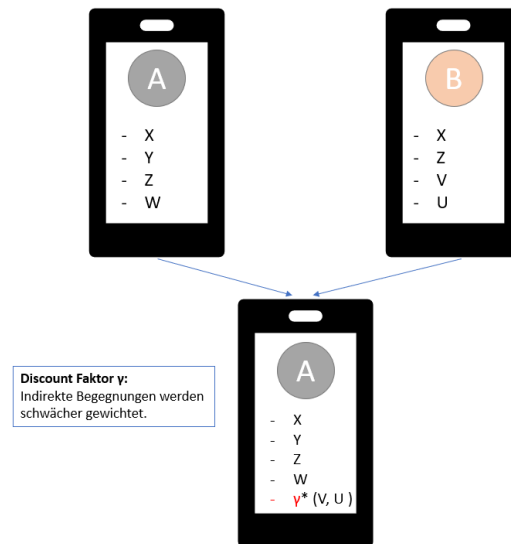 A
- X
- Y
- Z
- W
B
- X
- Z
- V
- U
Discount Faktor γ:
Indirekte Begegnungen werden
schwächer gewichtet.
A
- X
- Y
- Z
- W
- γ* (V, U )